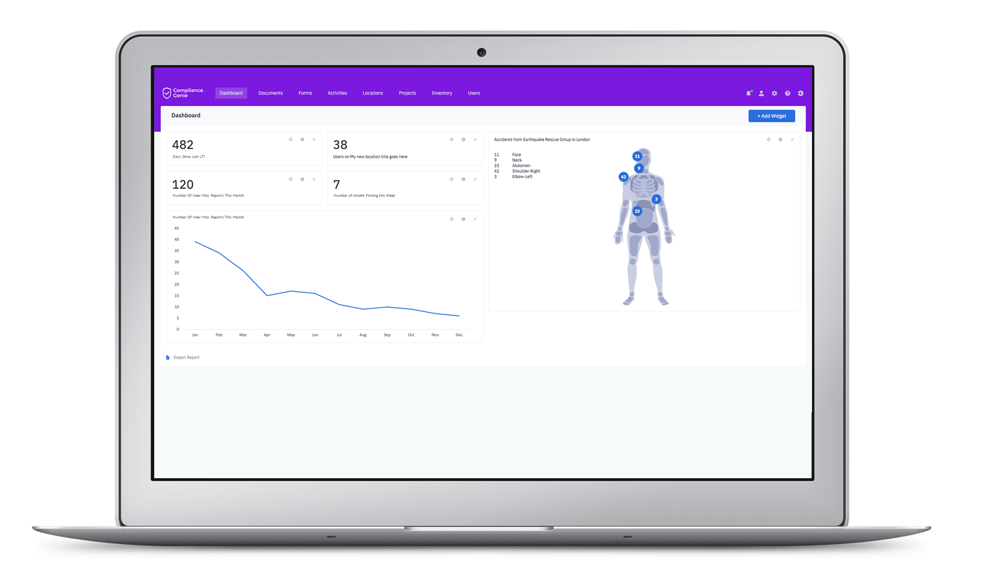 Compliance
Genie
Dashboard
Documents
Forms
Activities
Locations
Projects
Inventory
Users
Dashboard
+ Add Widget
482
Days Since Last LTI
38
Users on My new location title goes here
120
Number Of Near Miss Reports This Month
7
Number of Unsafe Finding this Week
Number Of Near Miss Reports This Month
45
40
35
30
25
20
15
10
5
0
Jan Feb Mar Apr May Jun Jul Aug Sep Oct Nov Dec
Accidents from Earthquake Rescue Group in London
11 Face
9 Neck
23 Abdomen
42 Shoulder-Right
3 Elbow-Left
11
9
42
3
23
Export Report